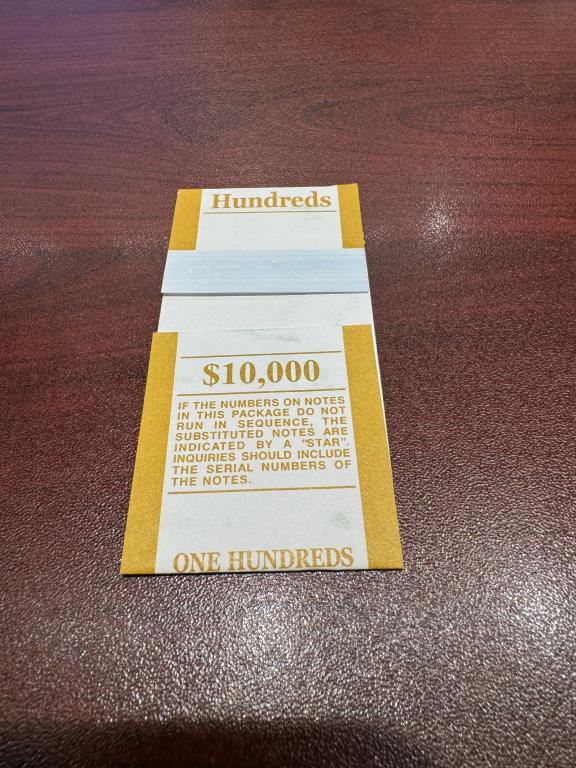 Hundreds
$10,000
IF THE NUMBERS ON NOTES
IN THIS PACKAGE DO NOT
RUN IN SEQUENCE, THE
SUBSTITUTED NOTES ARE
INDICATED BY A "STAR".
INQUIRIES SHOULD INCLUDE
THE SERIAL NUMBERS OF
THE NOTES.
ONE HUNDREDS